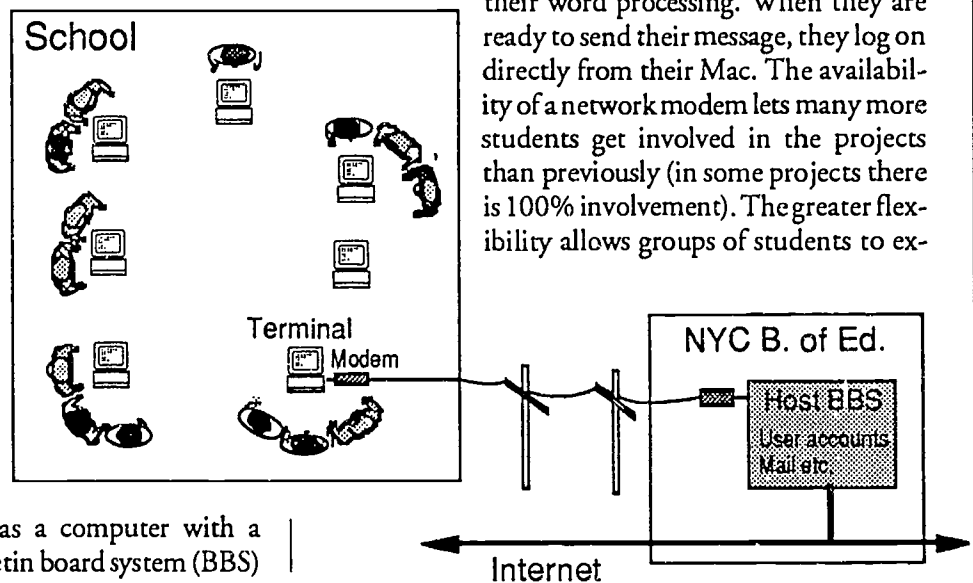 their word processing. When they are
ready to send their message, they log on
directly from their Mac. The availabil-
ity of a network modem lets many more
students get involved in the projects
than previously (in some projects there
is 100% involvement). The greater flex-
ibility allows groups of students to ex-
School
Terminal
Modem
NYC B. of Ed.
Host BBS
User accounts
Mail etc.
Internet
as a computer with a
etin board system (BBS)